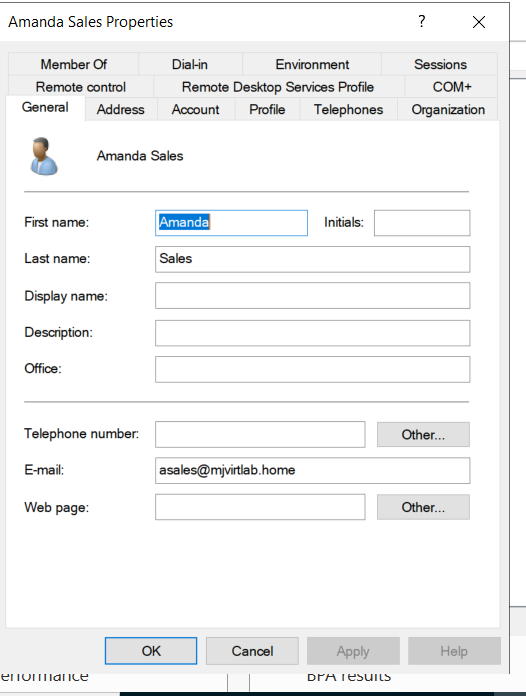 Amanda Sales Properties ? ×
Member Of Dial-in Environment Sessions
Remote control Remote Desktop Services Profile COM+
General Address Account Profile Telephones Organization
Amanda Sales
First name: Amanda Initials:
Last name: Sales
Display name:
Description:
Office:
Telephone number: Other...
E-mail: asales@mjvirtlab.home
Web page: Other...
OK Cancel Apply Help
erformance BPA results